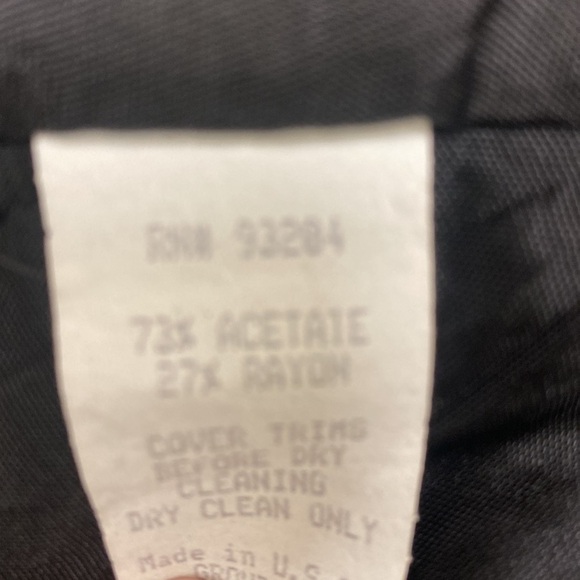 RN# 93204
73% ACETATE
27% RAYON
COVER TRIMS
BEFORE DRY
CLEANING
DRY CLEAN ONLY
Made in U.S.